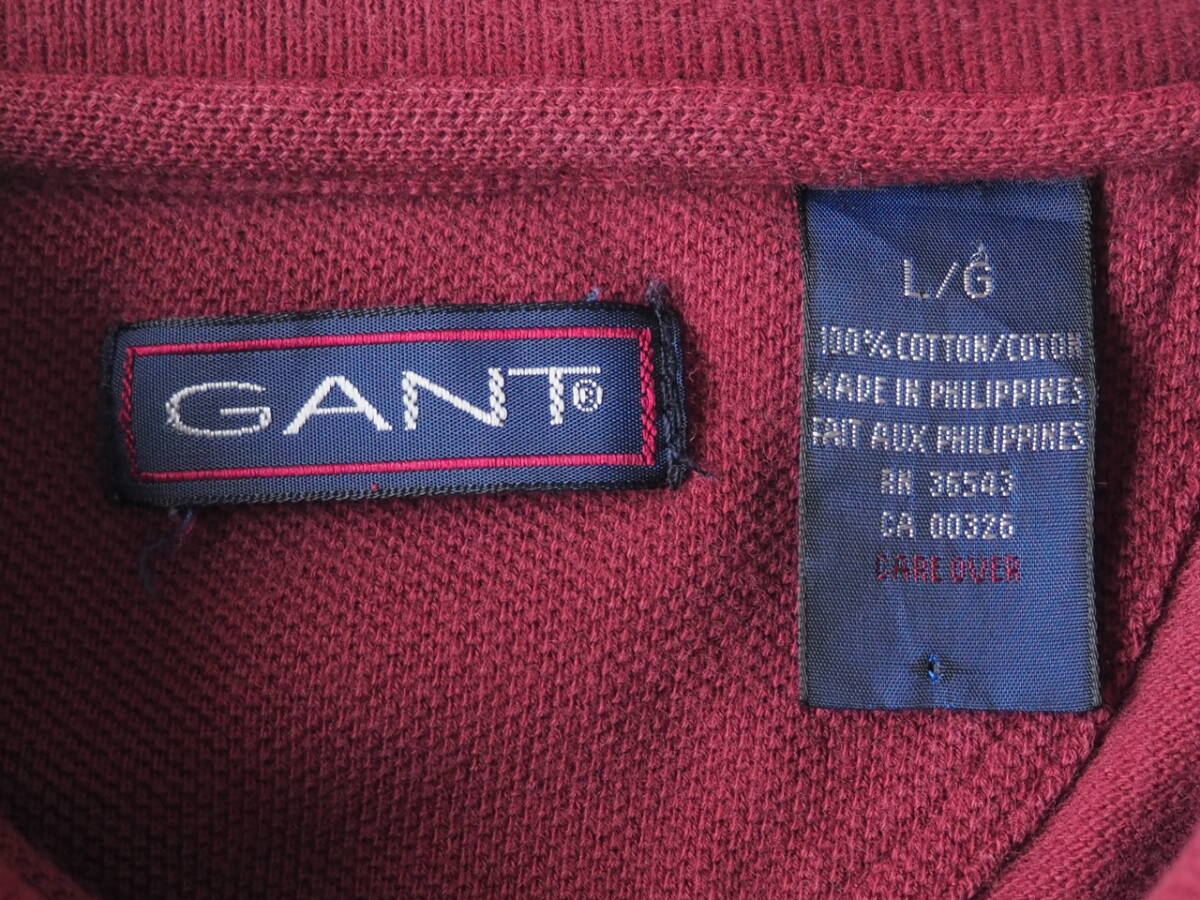 GANT®
L/G
100% COTTON/COTON
MADE IN PHILIPPINES
FAIT AUX PHILIPPINES
RN 36543
CA 00326
CARE OVER